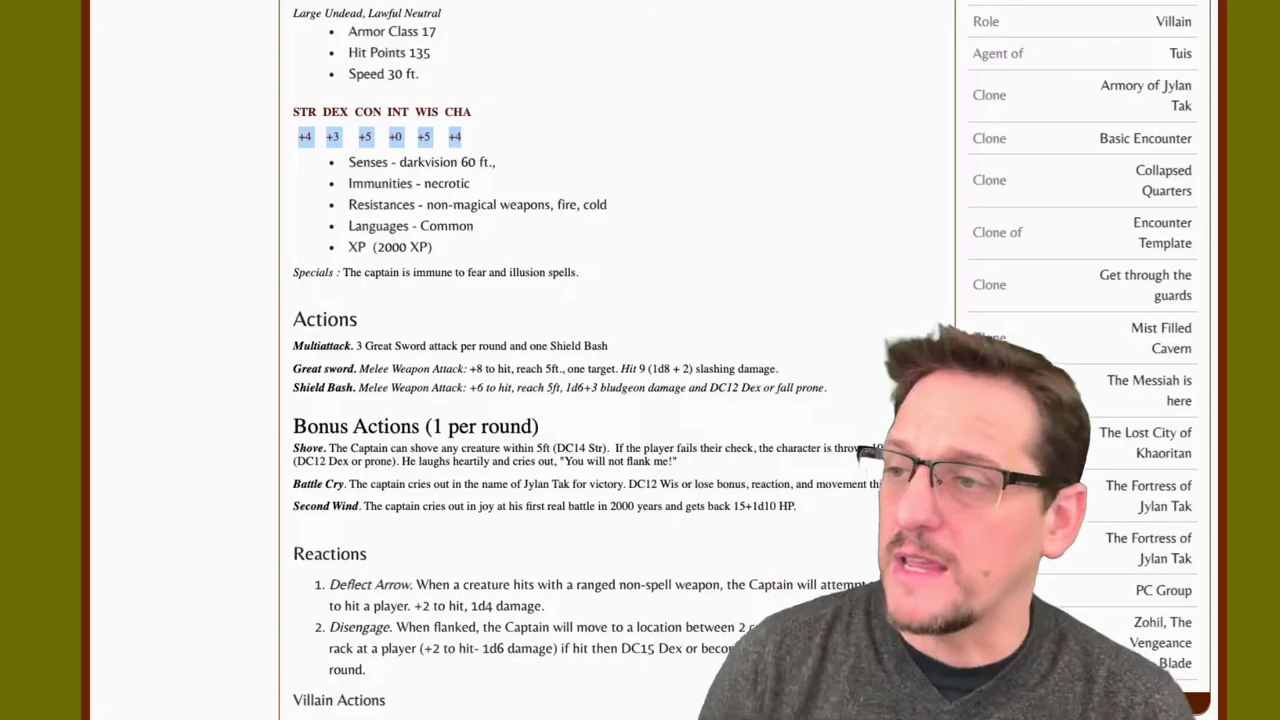 Large Undead, Lawful Neutral
Armor Class 17
Hit Points 135
Speed 30 ft.
STR DEX CON INT WIS CHA
+4 +3 +5 +0 +5 +4
Senses - darkvision 60 ft.,
Immunities - necrotic
Resistances - non-magical weapons, fire, cold
Languages - Common
XP (2000 XP)
Specials : The captain is immune to fear and illusion spells.
Actions
Multiattack. 3 Great Sword attack per round and one Shield Bash
Great sword. Melee Weapon Attack: +8 to hit, reach 5ft., one target. Hit 9 (1d8 + 2) slashing damage.
Shield Bash. Melee Weapon Attack: +6 to hit, reach 5ft, 1d6+3 bludgeon damage and DC12 Dex or fall prone.
Bonus Actions (1 per round)
Shove. The Captain can shove any creature within 5ft (DC14 Str). If the player fails their check, the character is
(DC12 Dex or prone). He laughs heartily and cries out, "You will not flank me!"
Battle Cry. The captain cries out in the name of Jylan Tak for victory. DC12 Wis or lose bonus, reaction, and movement
Second Wind. The captain cries out in joy at his first real battle in 2000 years and gets back 15+1d10 HP.
Reactions
1. Deflect Arrow. When a creature hits with a ranged non-spell weapon, the Captain will attempt
to hit a player. +2 to hit, 1d4 damage.
2. Disengage. When flanked, the Captain will move to a location between 2
rack at a player (+2 to hit- 1d6 damage) if hit then DC15 Dex or
round.
Villain Actions
Role Villain
Agent of Tuis
Clone Armory of Jylan
Tak
Clone Basic Encounter
Clone Collapsed
Quarters
Clone of Encounter
Template
Clone Get through the
guards
Mist Filled
Cavern
The Messiah is
here
The Lost City of
Khaoritan
The Fortress of
Jylan Tak
The Fortress of
Jylan Tak
PC Group
Zohil, The
Vengeance
Blade